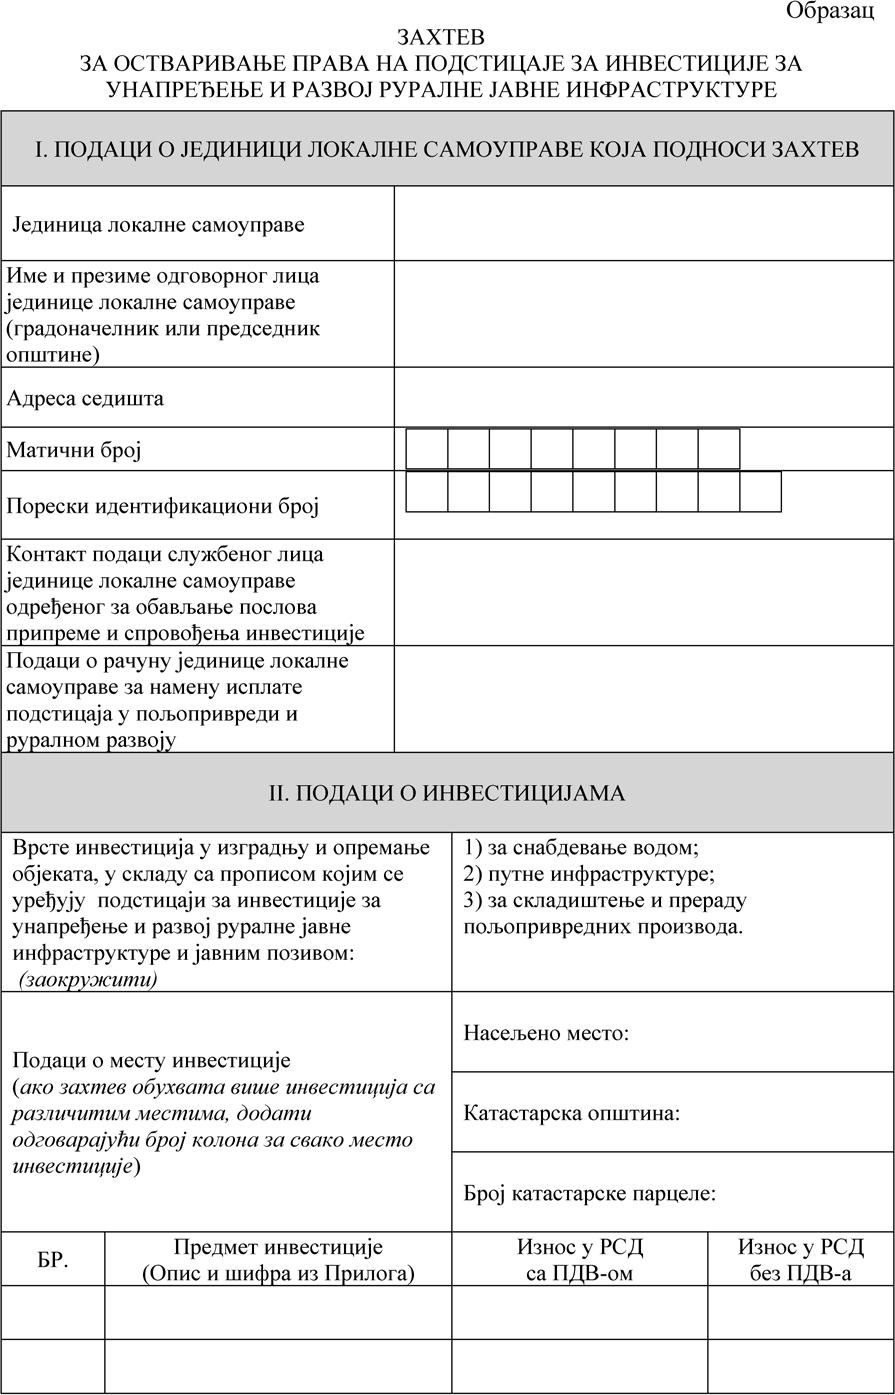 Образац
ЗАХТЕВ
ЗА ОСТВАРИВАЊЕ ПРАВА НА ПОДСТИЦАЈЕ ЗА ИНВЕСТИЦИЈЕ ЗА
УНАПРЕЂЕЊЕ И РАЗВОЈ РУРАЛНЕ ЈАВНЕ ИНФРАСТРУКТУРЕ
I. ПОДАЦИ О ЈЕДИНИЦИ ЛОКАЛНЕ САМОУПРАВЕ КОЈА ПОДНОСИ ЗАХТЕВ
Јединица локалне самоуправе
Име и презиме одговорног лица
јединице локалне самоуправе
(градоначелник или председник
општине)
Адреса седишта
Матични број
Порески идентификациони број
Контакт подаци службеног лица
јединице локалне самоуправе
одређеног за обављање послова
припреме и спровођења инвестиције
Подаци о рачуну јединице локалне
самоуправе за намену исплате
подстицаја у пољопривреди и
руралном развоју
II. ПОДАЦИ О ИНВЕСТИЦИЈАМА
Врсте инвестиција у изградњу и опремање
објеката, у складу са прописом којим се
уређују подстицаји за инвестиције за
унапређење и развој руралне јавне
инфраструктуре и јавним позивом:
(заокружити)
1) за снабдевање водом;
2) путне инфраструктуре;
3) за складиштење и прераду
пољопривредних производа.
Подаци о месту инвестиције
(ако захтев обухвата више инвестиција са
различитим местима, додати
одговарајући број колона за свако место
инвестиције)
Насељено место:
Катастарска општина:
Број катастарске парцеле:
БР.
Предмет инвестиције
(Опис и шифра из Прилога)
Износ у РСД
са ПДВ-ом
Износ у РСД
без ПДВ-а